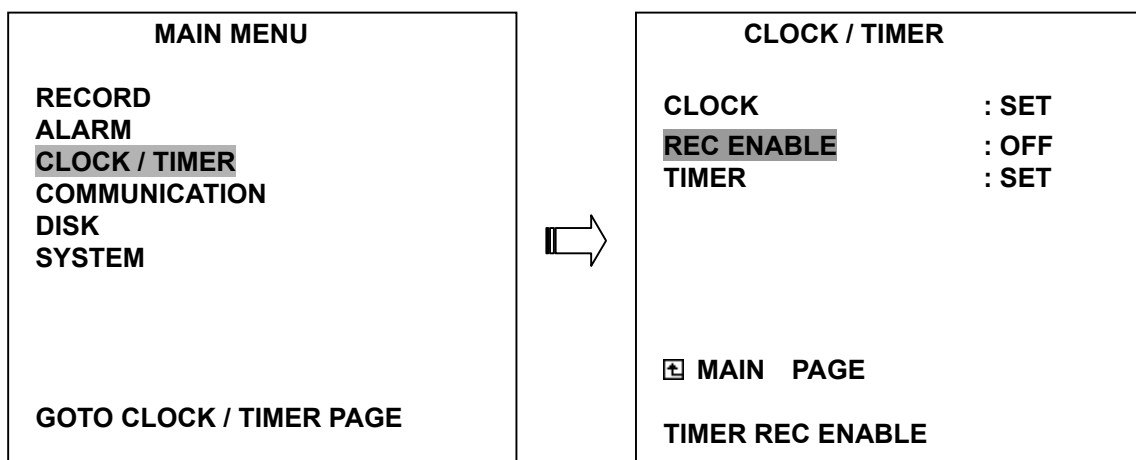 MAIN MENU
RECORD
ALARM
CLOCK / TIMER
COMMUNICATION
DISK
SYSTEM
GOTO CLOCK / TIMER PAGE
CLOCK / TIMER
CLOCK : SET
REC ENABLE : OFF
TIMER : SET
MAIN PAGE
TIMER REC ENABLE